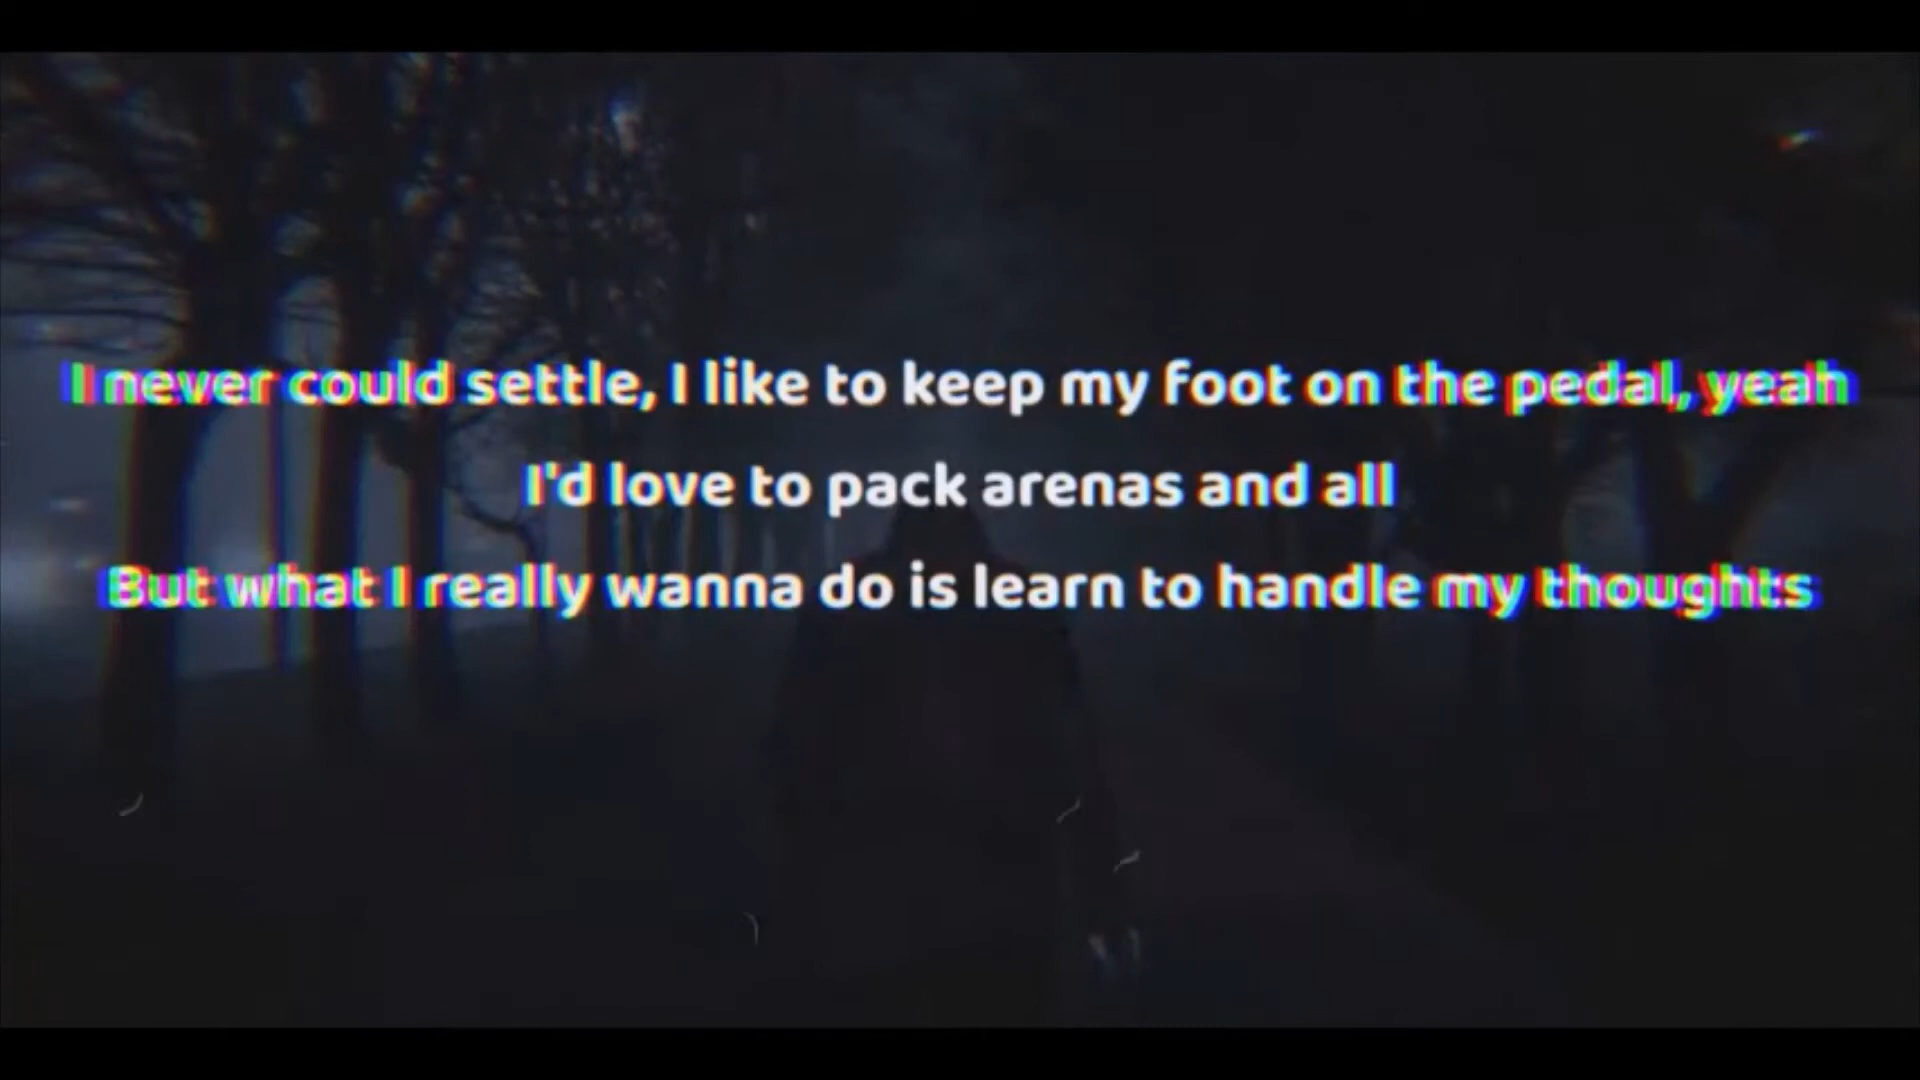 I never could settle, I like to keep my foot on the pedal, yeah
I'd love to pack arenas and all
But what I really wanna do is learn to handle my thoughts